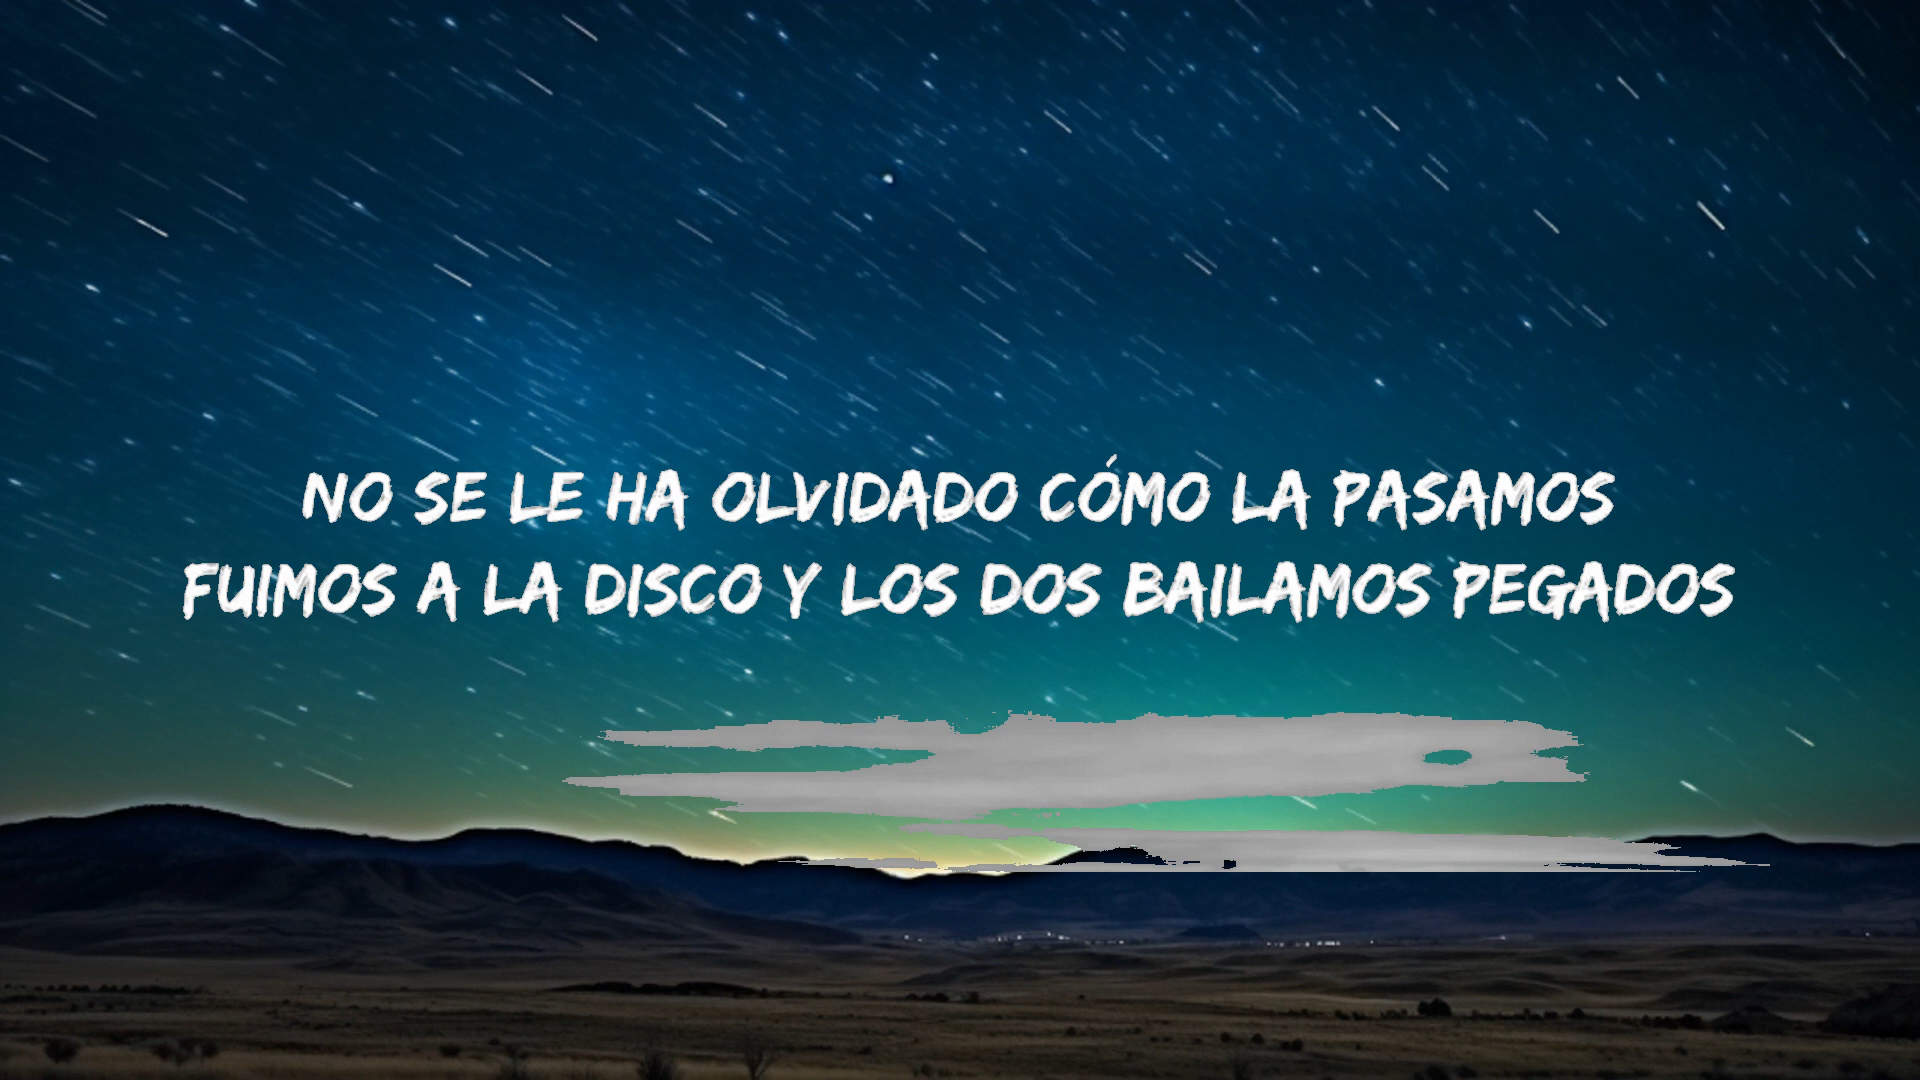 NO SE LE HA OLVIDADO CÓMO LA PASAMOS
FUIMOS A LA DISCO Y LOS DOS BAILAMOS PEGADOS